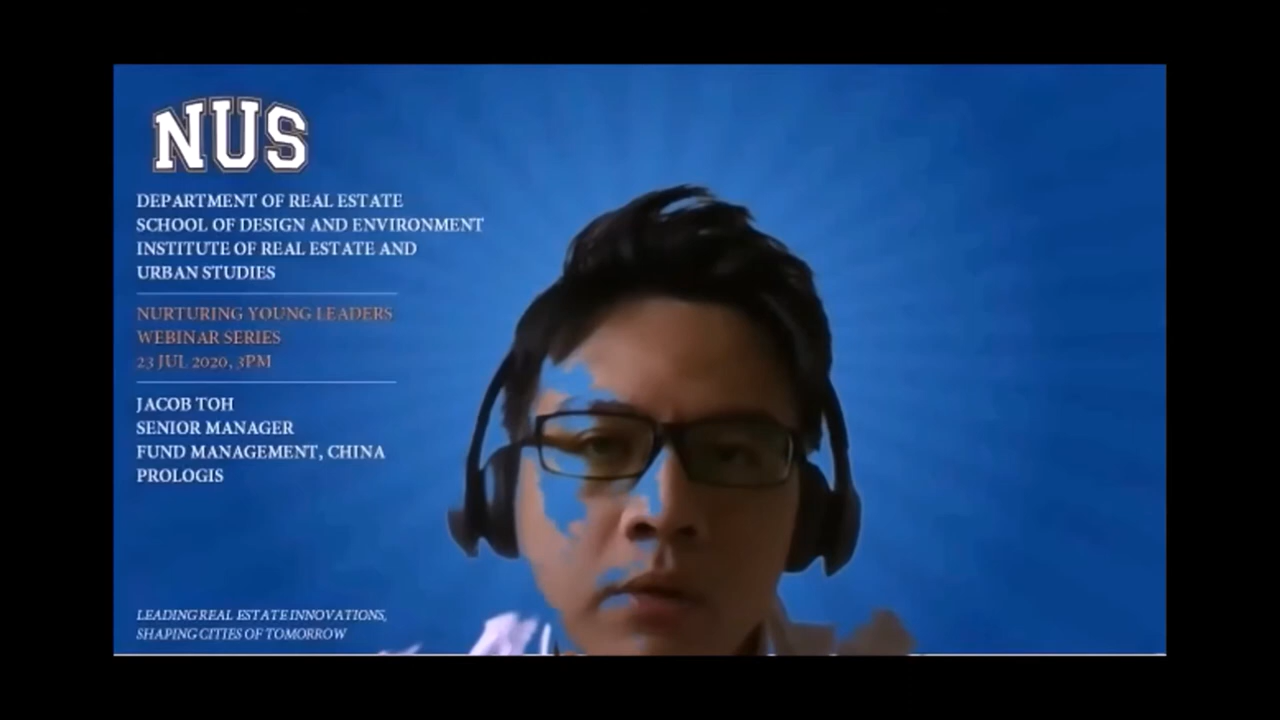 NUS
DEPARTMENT OF REAL ESTATE
SCHOOL OF DESIGN AND ENVIRONMENT
INSTITUTE OF REAL ESTATE AND
URBAN STUDIES
NURTURING YOUNG LEADERS
WEBINAR SERIES
23 JUL 2020, 3PM
JACOB TOH
SENIOR MANAGER
FUND MANAGEMENT, CHINA
PROLOGIS
LEADING REAL ESTATE INNOVATIONS,
SHAPING CITIES OF TOMORROW